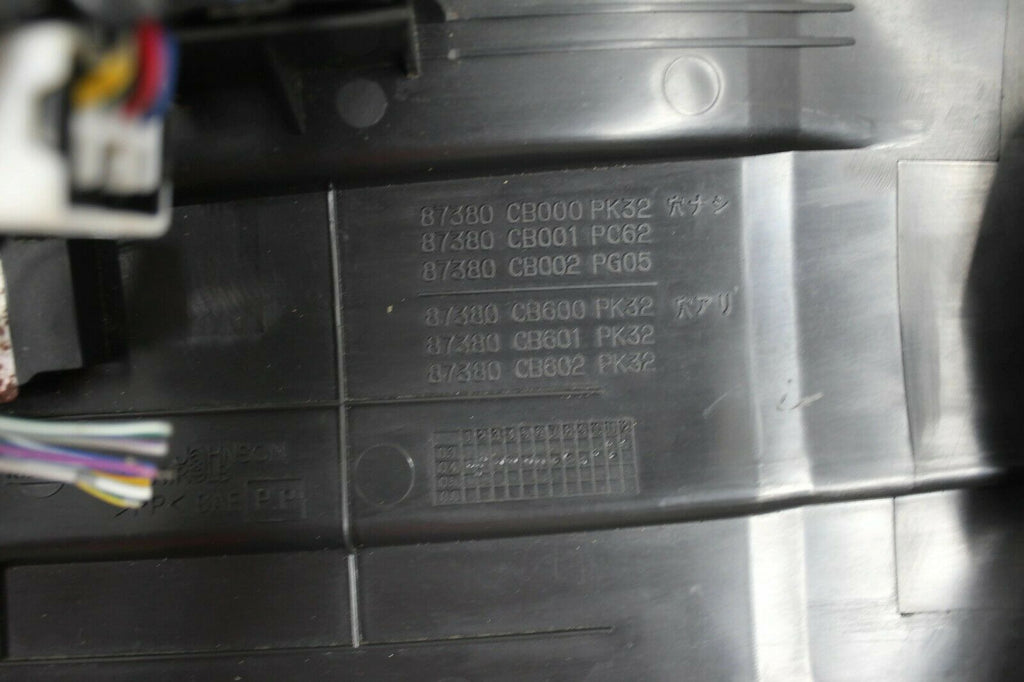 87380 CB000 PK32 穴ナシ
87380 CB001 PC62
87380 CB002 PG05
87380 CB600 PK32 穴アリ
87380 CB601 PK32
87380 CB602 PK32
>PP< PP